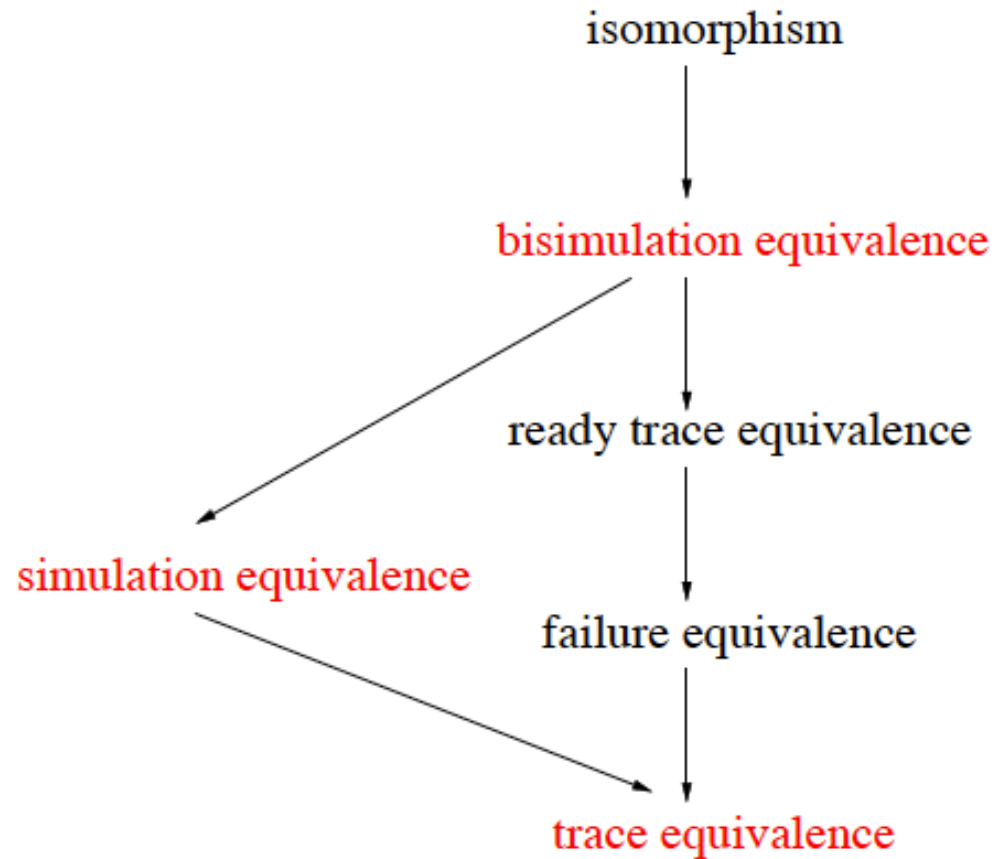 isomorphism
bisimulation equivalence
ready trace equivalence
simulation equivalence
failure equivalence
trace equivalence